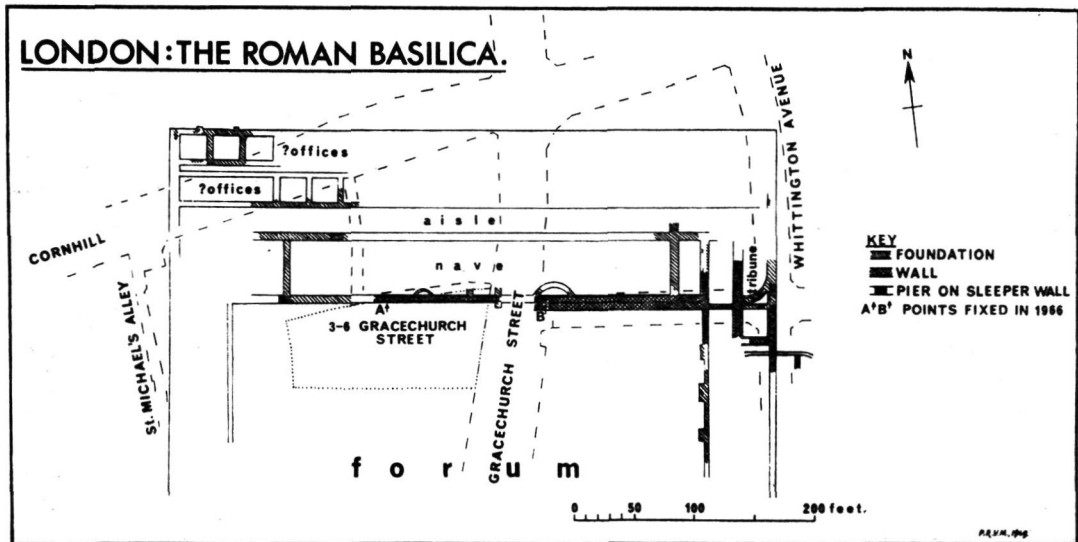 LONDON: THE ROMAN BASILICA.
N
WHITTINGTON AVENUE
?offices
?offices
aisle
CORNHILL
nave
tribune
KEY
FOUNDATION
WALL
PIER ON SLEEPER WALL
A†B† POINTS FIXED IN 1966
A†
B†
3-6 GRACECHURCH
STREET
St. MICHAEL'S ALLEY
GRACECHURCH STREET
forum
0 50 100 200 feet.